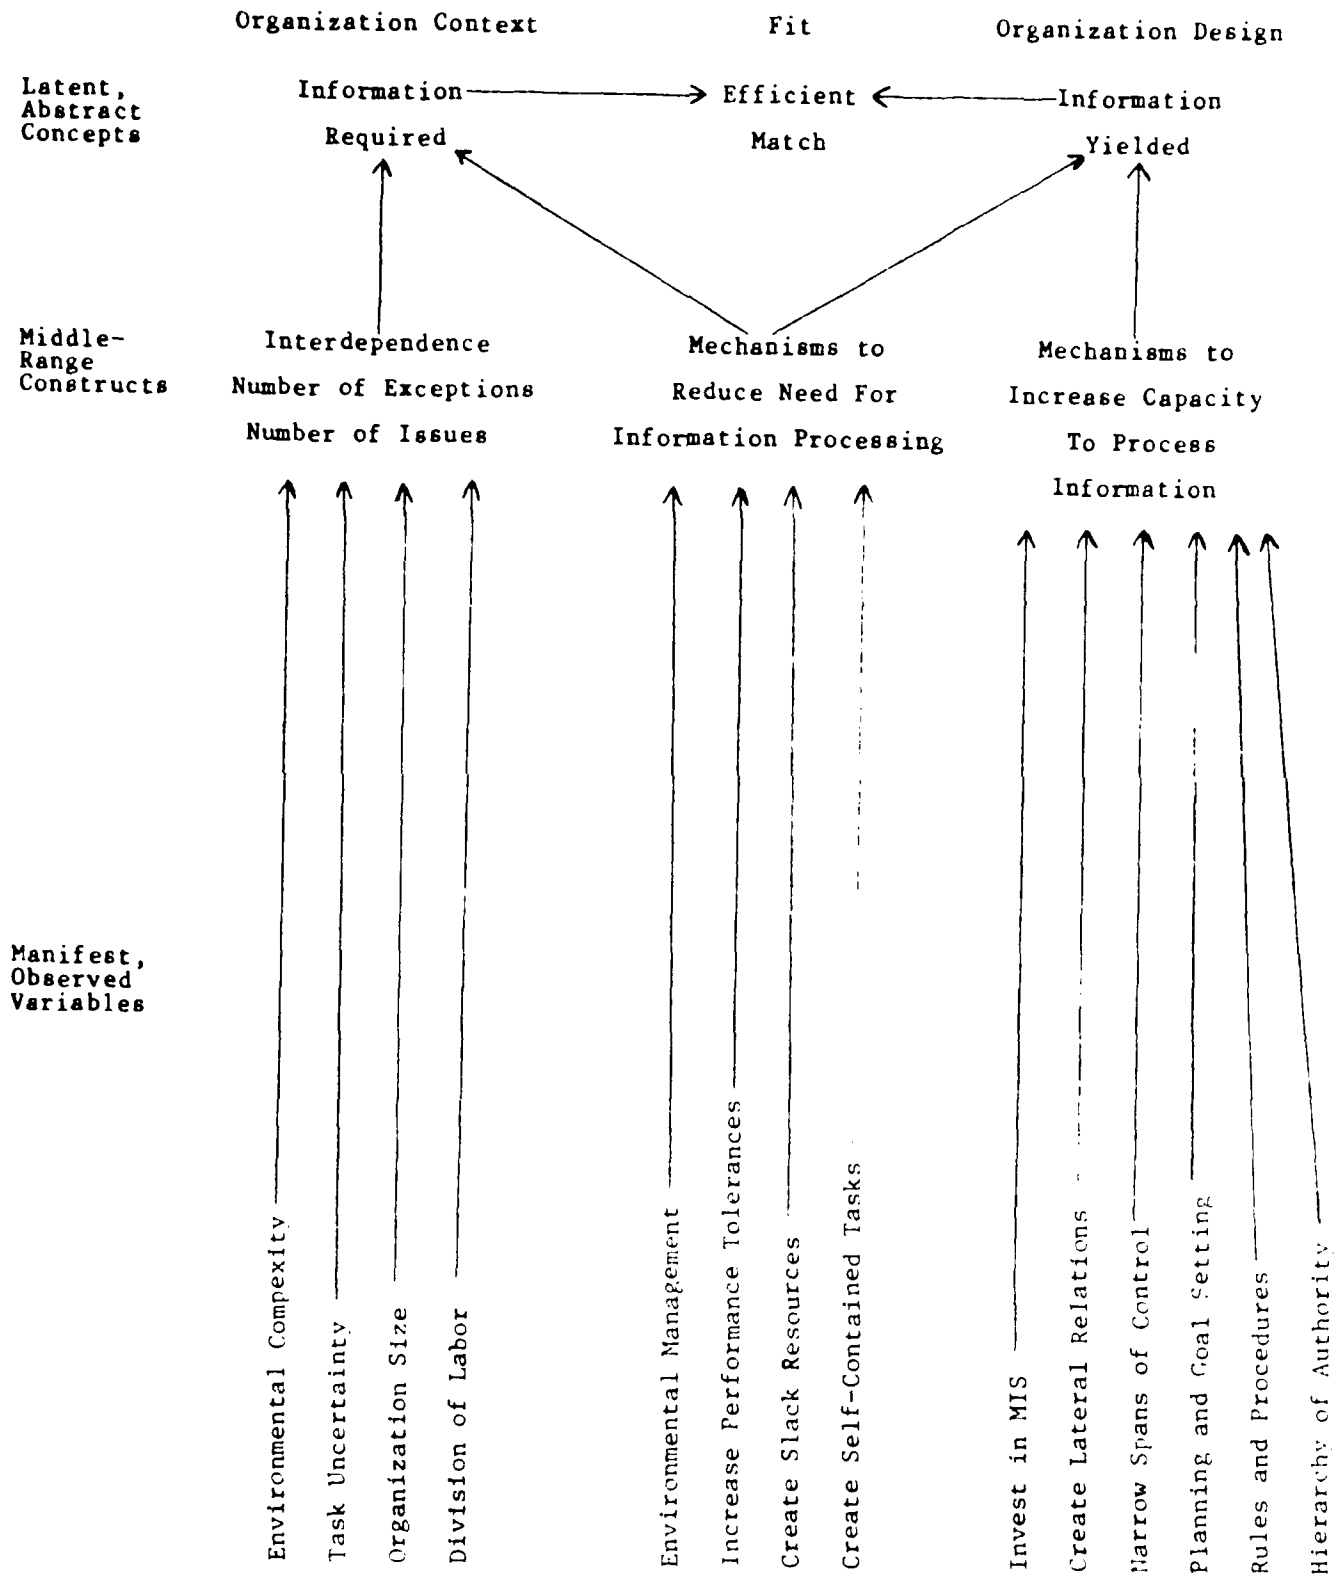 Organization Context
Fit
Organization Design
Latent,
Abstract
Concepts
Information
Required
Efficient
Match
Information
Yielded
Middle-
Range
Constructs
Interdependence
Number of Exceptions
Number of Issues
Mechanisms to
Reduce Need For
Information Processing
Mechanisms to
Increase Capacity
To Process
Information
Manifest,
Observed
Variables
Environmental Compexity
Task Uncertainty
Organization Size
Division of Labor
Environmental Management
Increase Performance Tolerances
Create Slack Resources
Create Self-Contained Tasks
Invest in MIS
Create Lateral Relations
Narrow Spans of Control
Planning and Goal Setting
Rules and Procedures
Hierarchy of Authority